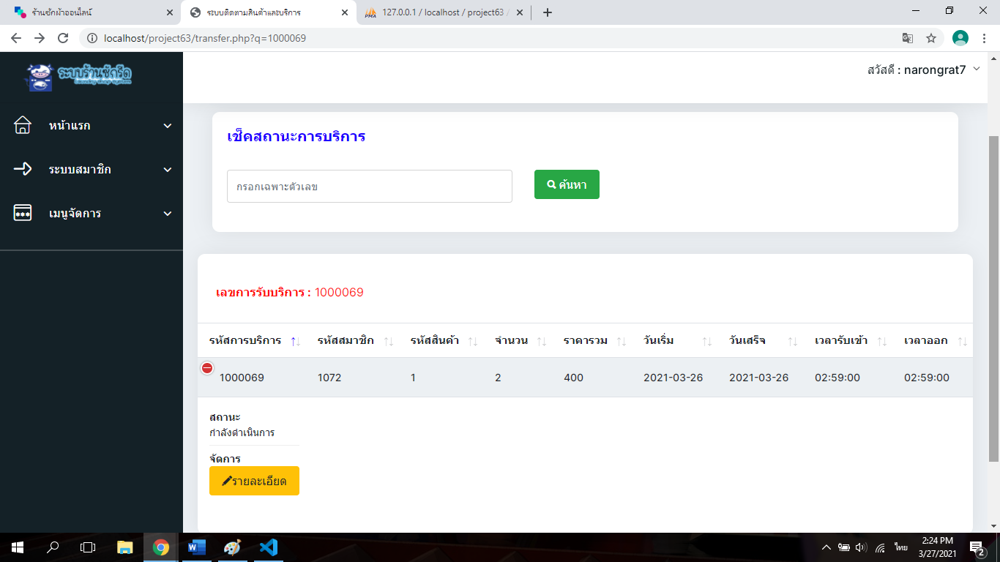 ร้านซักผ้าออนไลน์
ระบบติดตามสินค้าและบริการ
127.0.0.1 / localhost / project63 /
PMA
localhost/project63/transfer.php?q=1000069
ระบบร้านซักรีด
สวัสดี : narongrat7
หน้าแรก
ระบบสมาชิก
เมนูจัดการ
เช็คสถานะการบริการ
กรอกเฉพาะตัวเลข
ค้นหา
เลขการรับบริการ : 1000069
รหัสการบริการ รหัสสมาชิก รหัสสินค้า จำนวน ราคารวม วันเริ่ม วันเสร็จ เวลารับเข้า เวลาออก
1000069 1072 1 2 400 2021-03-26 2021-03-26 02:59:00 02:59:00
สถานะ
กำลังดำเนินการ
จัดการ
รายละเอียด
ไทย
2:24 PM
3/27/2021
2